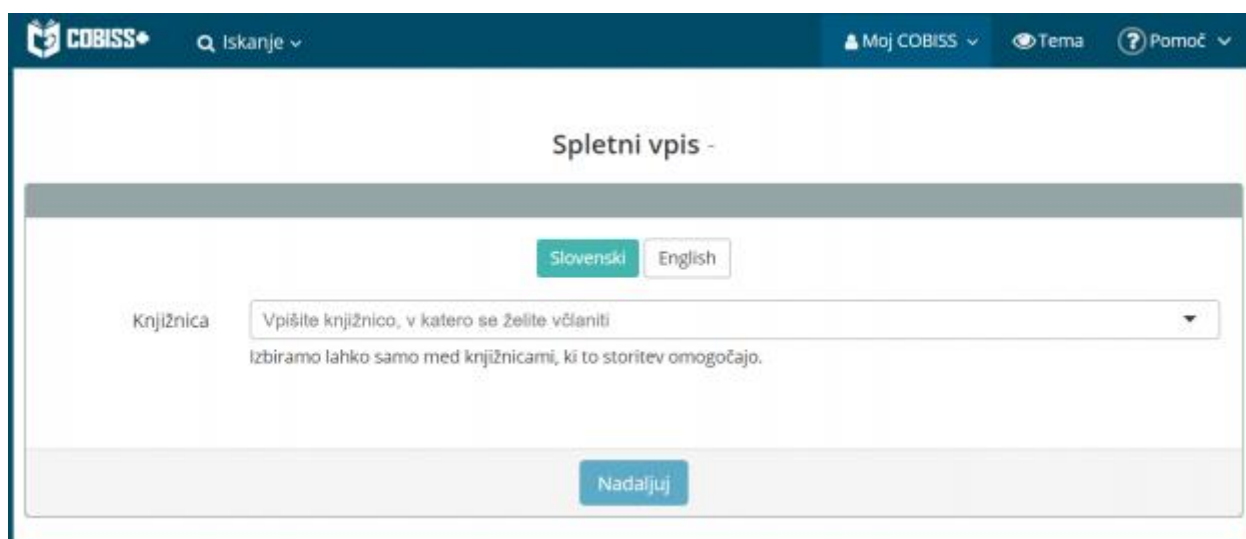 COBISS+ Iskanje Moj COBISS Tema ? Pomoč
Spletni vpis -
Slovenski English
Knjižnica Vpišite knjižnico, v katero se želite včlaniti
Izbiramo lahko samo med knjižnicami, ki to storitev omogočajo.
Nadaljuj